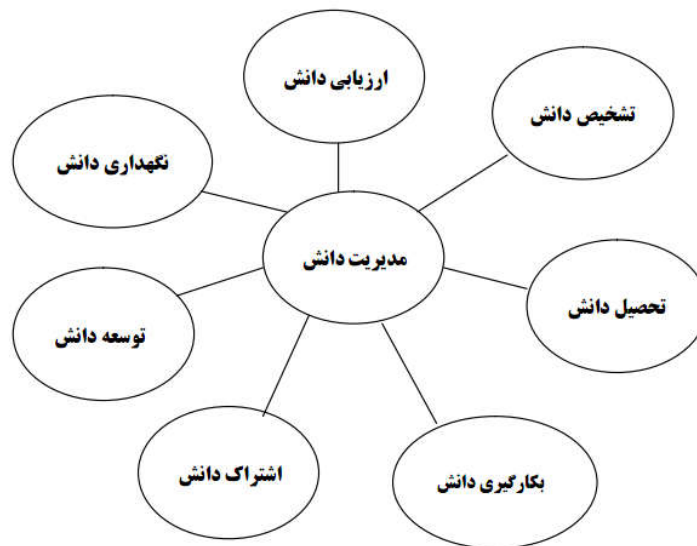 ارزیابی دانش
تشخیص دانش
نگهداری دانش
مدیریت دانش
تحصیل دانش
توسعه دانش
اشتراک دانش
بکارگیری دانش